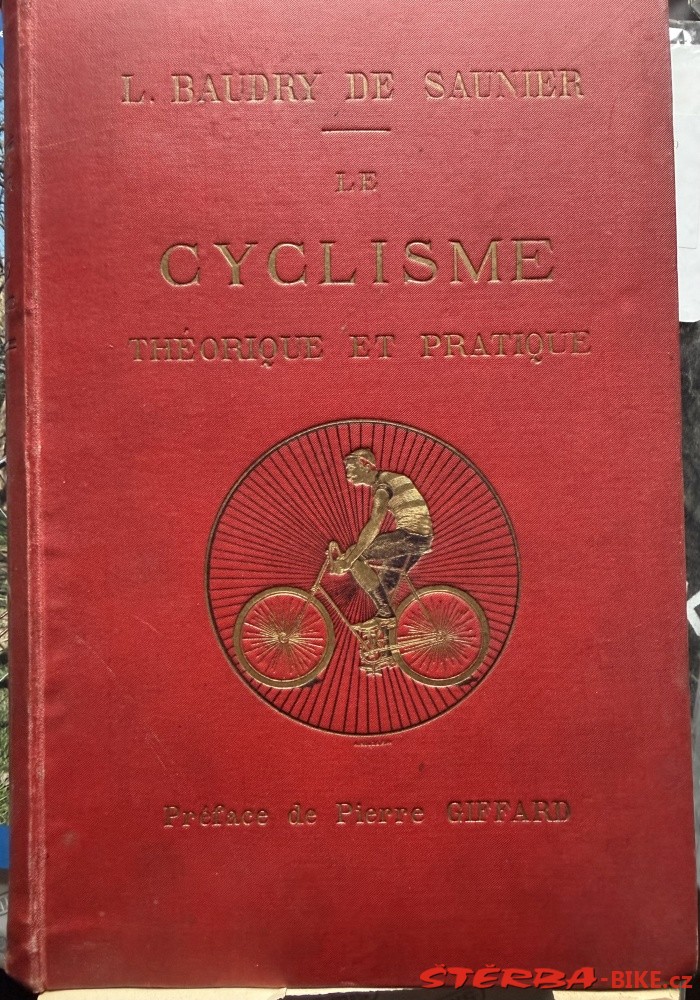 L. BAUDRY DE SAUNIER
LE
CYCLISME
THÉORIQUE ET PRATIQUE
Préface de Pierre GIFFARD
ŠTĚRBA-BIKE.cz